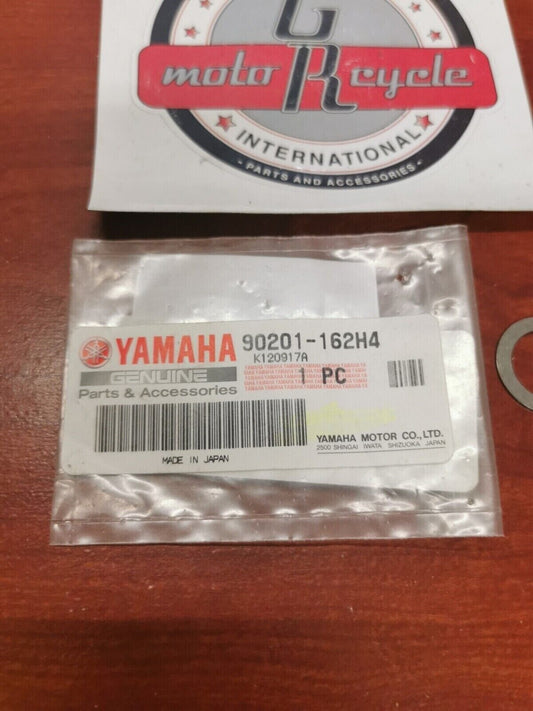 G
moto R cycle
INTERNATIONAL
- PARTS AND ACCESSORIES -
YAMAHA 90201-162H4
K120917A
GENUINE 1 PC
Parts & Accessories
YAMAHA MOTOR CO., LTD.
2500 SHINGAI IWATA SHIZUOKA JAPAN
MADE IN JAPAN